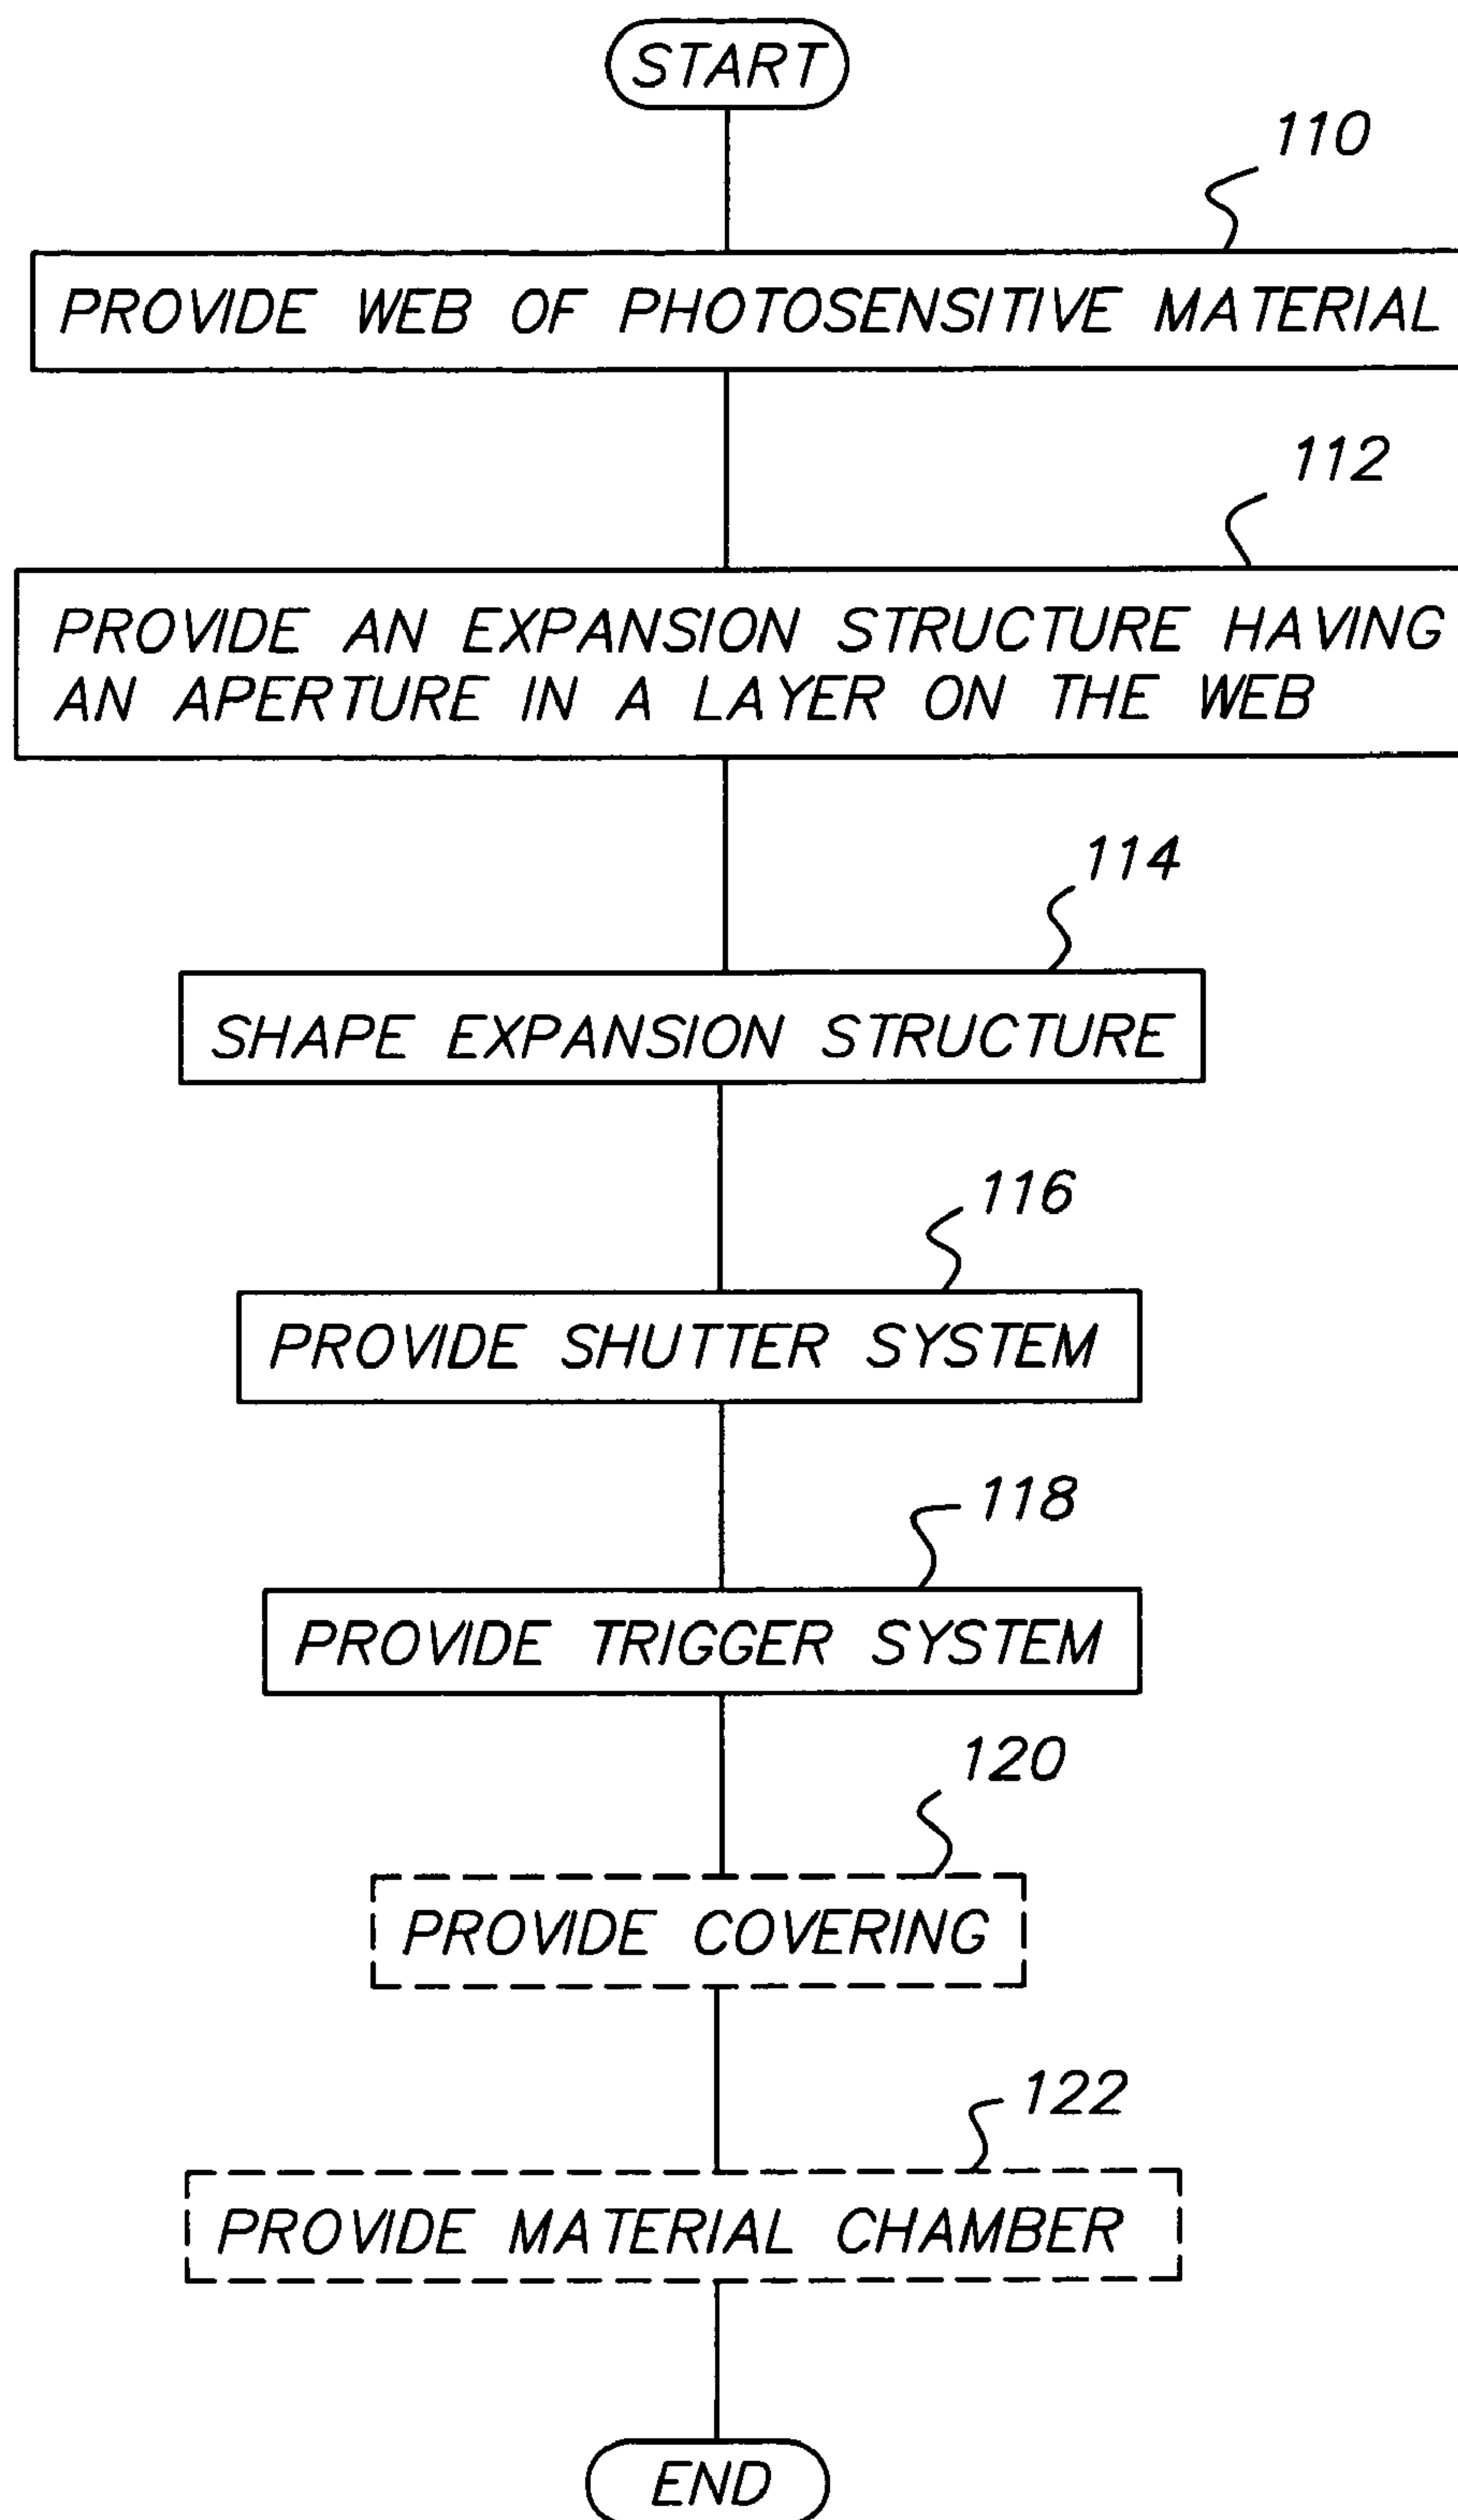 START
110
PROVIDE WEB OF PHOTOSENSITIVE MATERIAL
112
PROVIDE AN EXPANSION STRUCTURE HAVING
AN APERTURE IN A LAYER ON THE WEB
114
SHAPE EXPANSION STRUCTURE
116
PROVIDE SHUTTER SYSTEM
118
PROVIDE TRIGGER SYSTEM
120
PROVIDE COVERING
122
PROVIDE MATERIAL CHAMBER
END